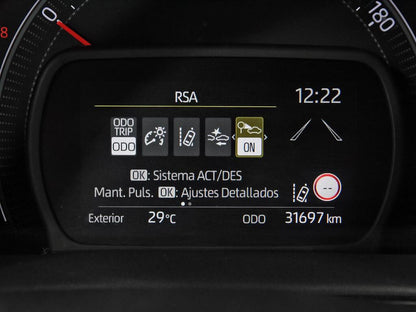 8
0
180
RSA
12:22
ODO
TRIP
ODO
ON
OK: Sistema ACT/DES
Mant. Puls. OK: Ajustes Detallados
--
Exterior 29°C ODO 31697 km